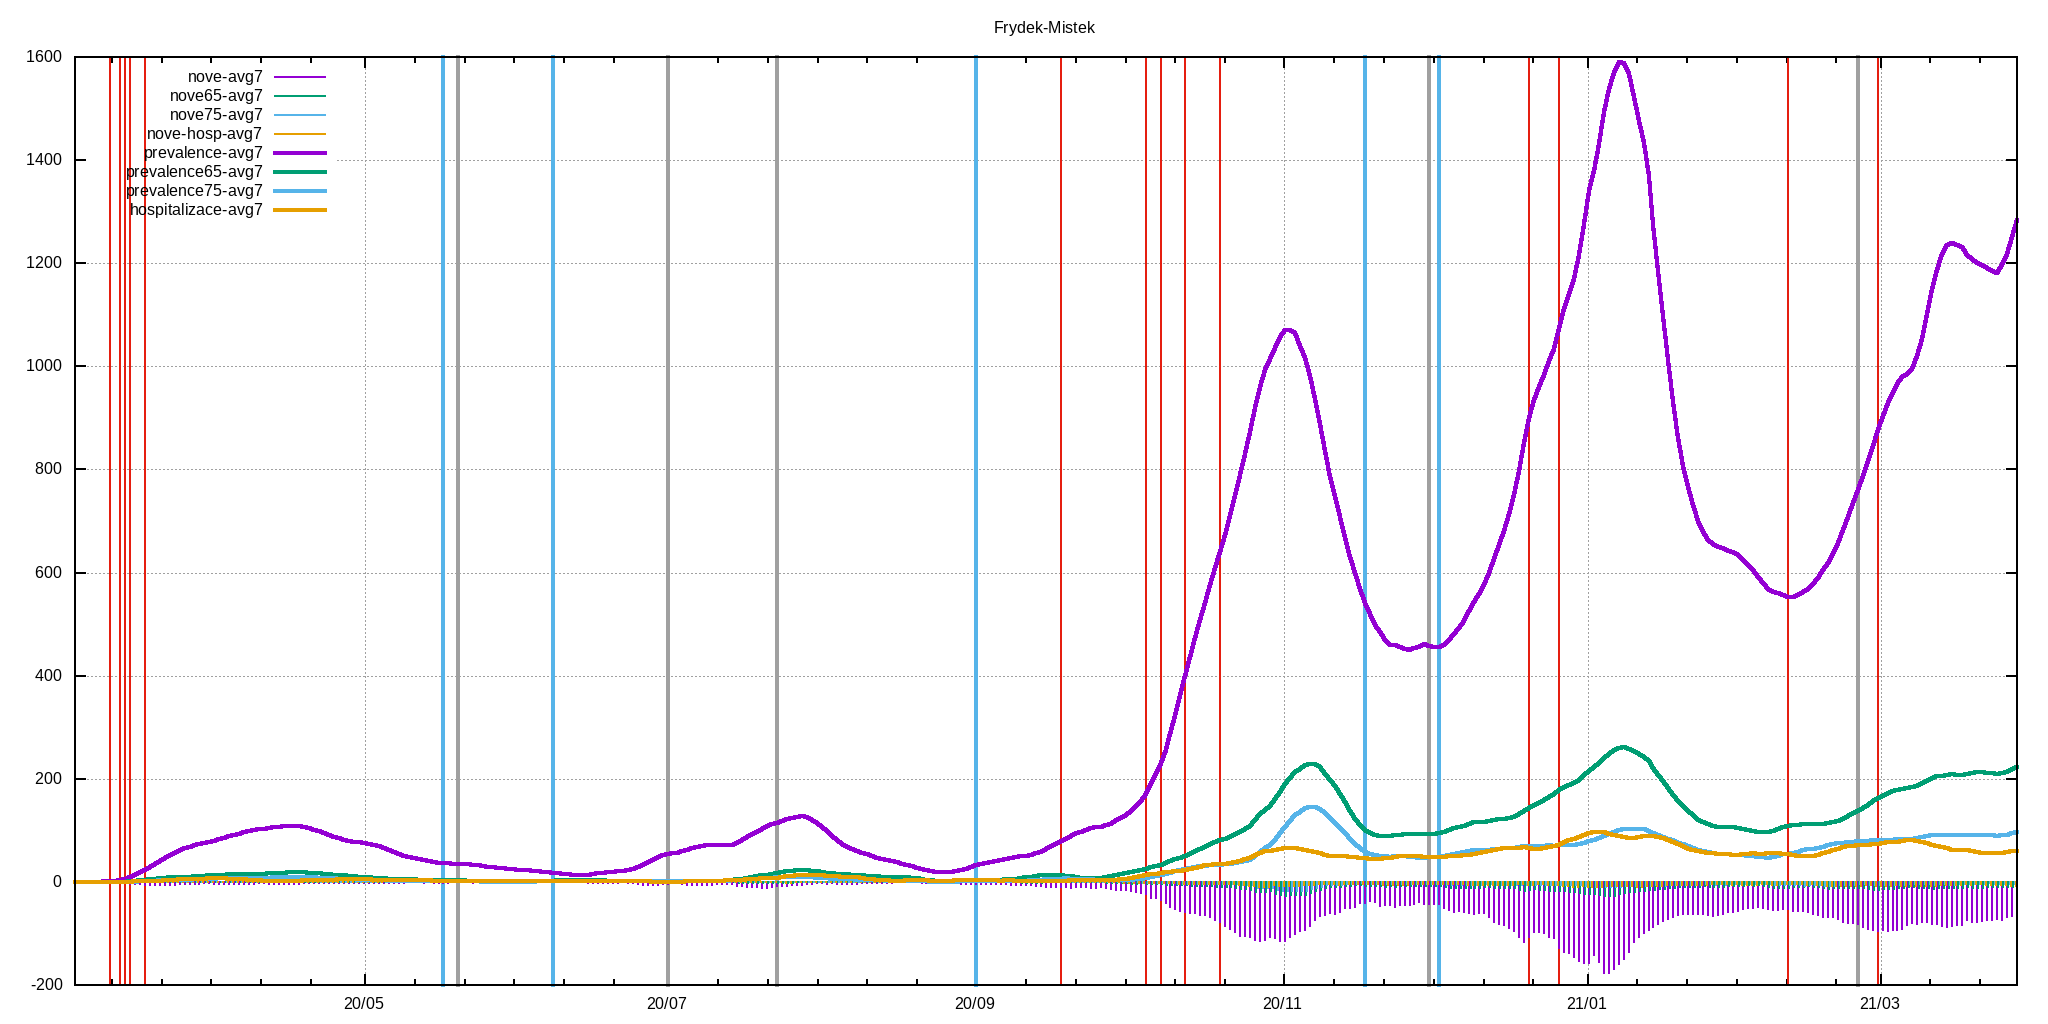 Frydek-Mistek
1600
1400
1200
1000
800
600
400
200
0
-200
nove-avg7
nove65-avg7
nove75-avg7
nove-hosp-avg7
prevalence-avg7
prevalence65-avg7
prevalence75-avg7
hospitalizace-avg7
20/05 20/07 20/09 20/11 21/01 21/03